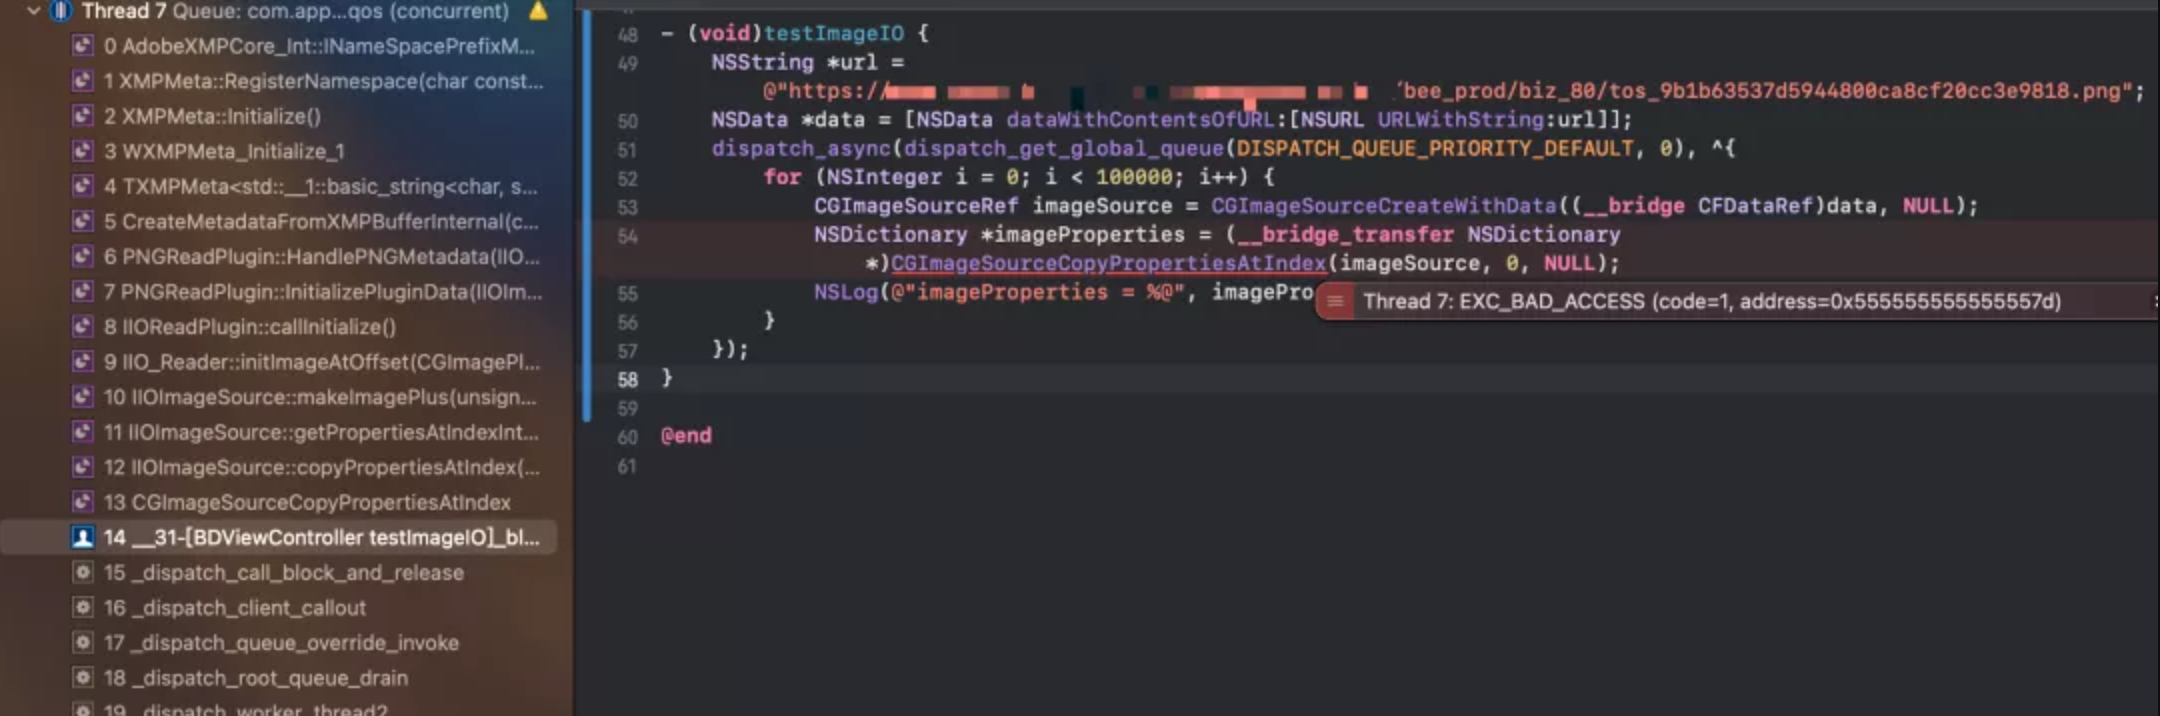 Thread 7 Queue: com.app...qos (concurrent)
0 AdobeXMPCore_Int::INameSpacePrefixM...
1 XMPMeta::RegisterNamespace(char const...
2 XMPMeta::Initialize()
3 WXMPMeta_Initialize_1
4 TXMPMeta<std::__1::basic_string<char, s...
5 CreateMetadataFromXMPBufferInternal(c...
6 PNGReadPlugin::HandlePNGMetadata(IIO...
7 PNGReadPlugin::InitializePluginData(IIOIm...
8 IIOReadPlugin::callInitialize()
9 IIO_Reader::initImageAtOffset(CGImagePl...
10 IIOImageSource::makeImagePlus(unsign...
11 IIOImageSource::getPropertiesAtIndexInt...
12 IIOImageSource::copyPropertiesAtIndex(...
13 CGImageSourceCopyPropertiesAtIndex
14 __31-[BDViewController testImageIO]_bl...
15 _dispatch_call_block_and_release
16 _dispatch_client_callout
17 _dispatch_queue_override_invoke
18 _dispatch_root_queue_drain
19 _dispatch_worker_thread2
48 - (void)testImageIO {
49 NSString *url =
@"https:// bee_prod/biz_80/tos_9b1b63537d5944800ca8cf20cc3e9818.png";
50 NSData *data = [NSData dataWithContentsOfURL:[NSURL URLWithString:url]];
51 dispatch_async(dispatch_get_global_queue(DISPATCH_QUEUE_PRIORITY_DEFAULT, 0), ^{
52 for (NSInteger i = 0; i < 100000; i++) {
53 CGImageSourceRef imageSource = CGImageSourceCreateWithData((__bridge CFDataRef)data, NULL);
54 NSDictionary *imageProperties = (__bridge_transfer NSDictionary
*)CGImageSourceCopyPropertiesAtIndex(imageSource, 0, NULL);
55 NSLog(@"imageProperties = %@", imagePro
Thread 7: EXC_BAD_ACCESS (code=1, address=0x555555555555557d)
56 }
57 });
58 }
59
60 @end
61